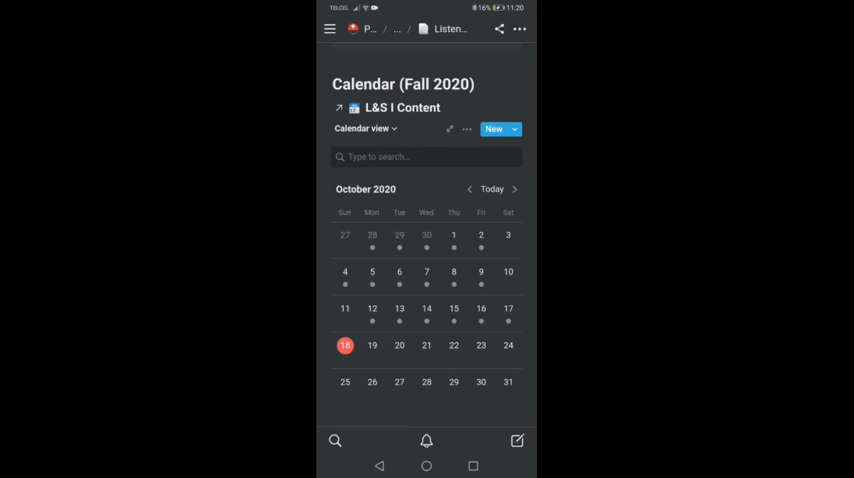 TELCEL 16% 11:20
P... / ... / Listen...
Calendar (Fall 2020)
L&S I Content
Calendar view ... New
Type to search...
October 2020 Today
Sun Mon Tue Wed Thu Fri Sat
27 28 29 30 1 2 3
4 5 6 7 8 9 10
11 12 13 14 15 16 17
18 19 20 21 22 23 24
25 26 27 28 29 30 31